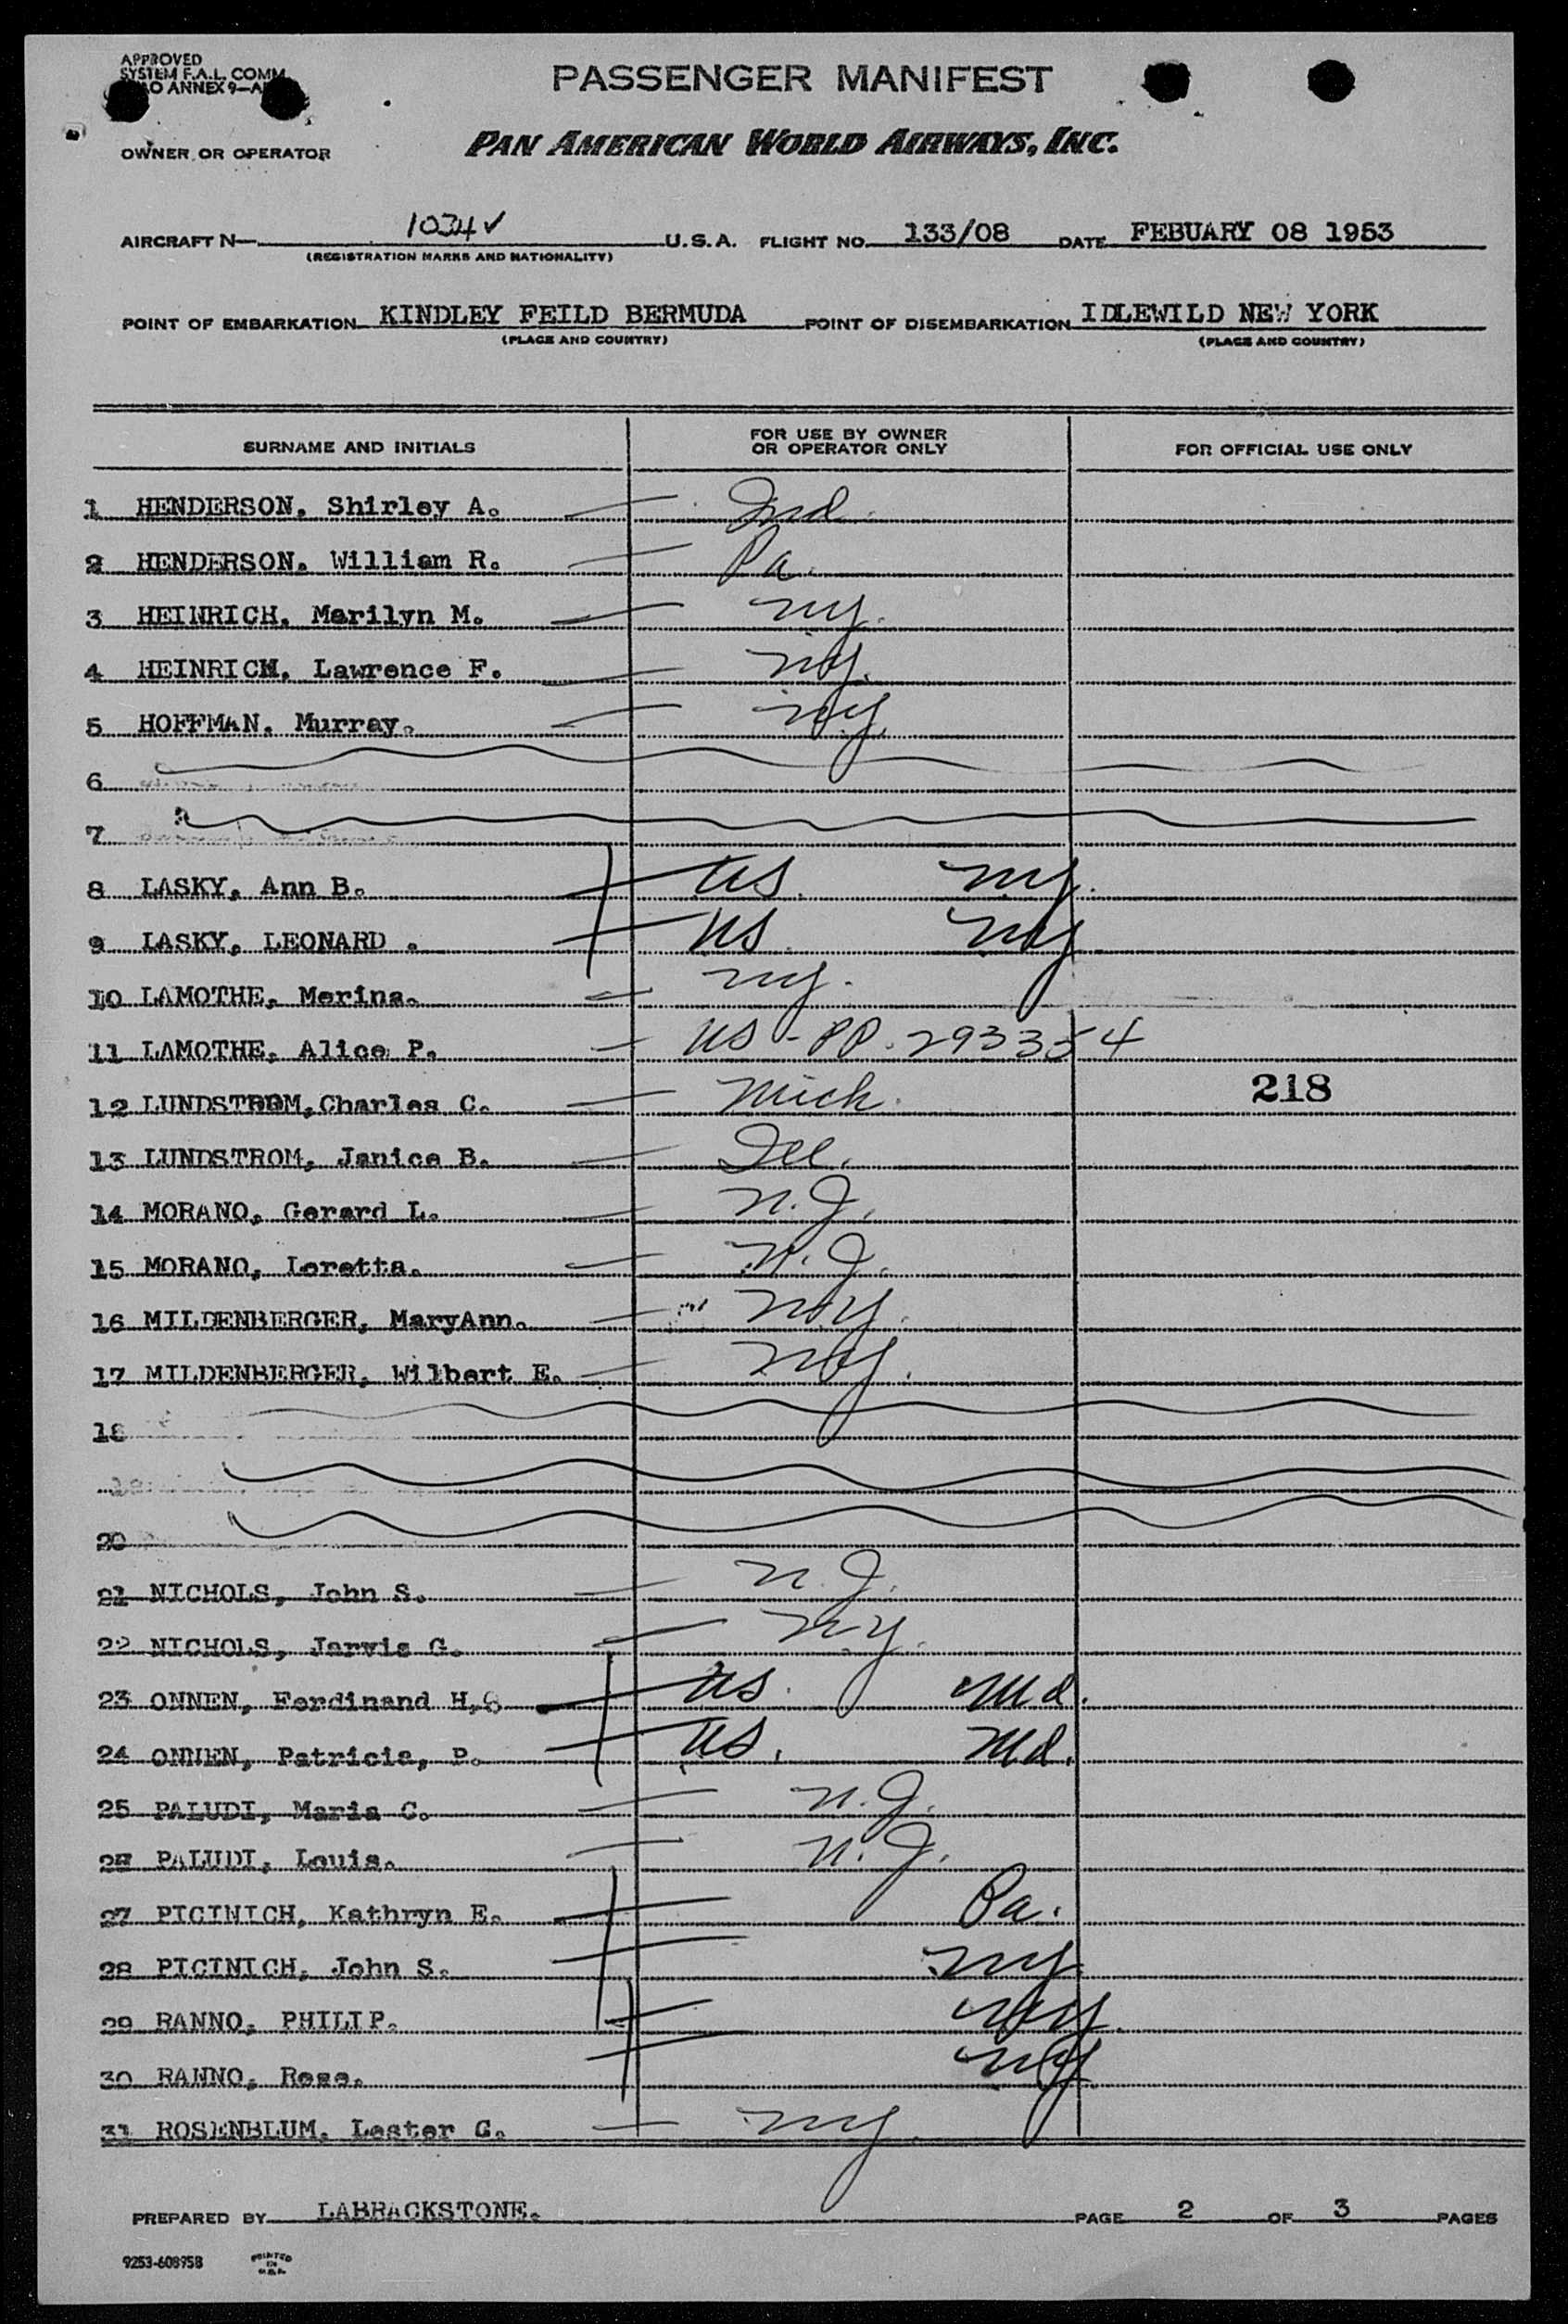 APPROVED
SYSTEM F.A.L. COMM
O ANNEX 9—A
PASSENGER MANIFEST
OWNER OR OPERATOR PAN AMERICAN WORLD AIRWAYS, INC.
AIRCRAFT N— 1034 ✓ U.S.A. FLIGHT NO. 133/08 DATE FEBUARY 08 1953
(REGISTRATION MARKS AND NATIONALITY)
POINT OF EMBARKATION KINDLEY FEILD BERMUDA POINT OF DISEMBARKATION IDLEWILD NEW YORK
(PLACE AND COUNTRY) (PLACE AND COUNTRY)
SURNAME AND INITIALS FOR USE BY OWNER OR OPERATOR ONLY FOR OFFICIAL USE ONLY
1 HENDERSON, Shirley A. Ind.
2 HENDERSON, William R. Pa.
3 HEINRICH, Marilyn M. ny.
4 HEINRICH, Lawrence F. ny.
5 HOFFMAN, Murray. ny
6
7
8 LASKY, Ann B. US. ny.
9 LASKY, LEONARD . US. ny
10 LAMOTHE, Merina. ny.
11 LAMOTHE, Alice P. US - PP. 293354
12 LUNDSTROM, Charles C. Mich. 218
13 LUNDSTROM, Janice B. Ill.
14 MORANO, Gerard L. N.J.
15 MORANO, Loretta. N.J.
16 MILDENBERGER, MaryAnn. ny.
17 MILDENBERGER, Wilbert E. ny.
18
20
21 NICHOLS, John S. N.J.
22 NICHOLS, Jarvis G. N.Y.
23 ONNEN, Ferdinand H, S US. Md.
24 ONNEN, Patricia, P. US. Md.
25 PALUDI, Maria C. N.J.
PALUDI, Louis. N.J.
27 PICINICH, Kathryn E. Pa.
28 PICINICH, John S. ny
29 RANNO, PHILIP. ny.
30 RANNO, Rose. ny
31 ROSENBLUM, Lester G. ny.
PREPARED BY LABRACKSTONE. PAGE 2 OF 3 PAGES
9253-608958 PRINTED
IN
U.S.A.